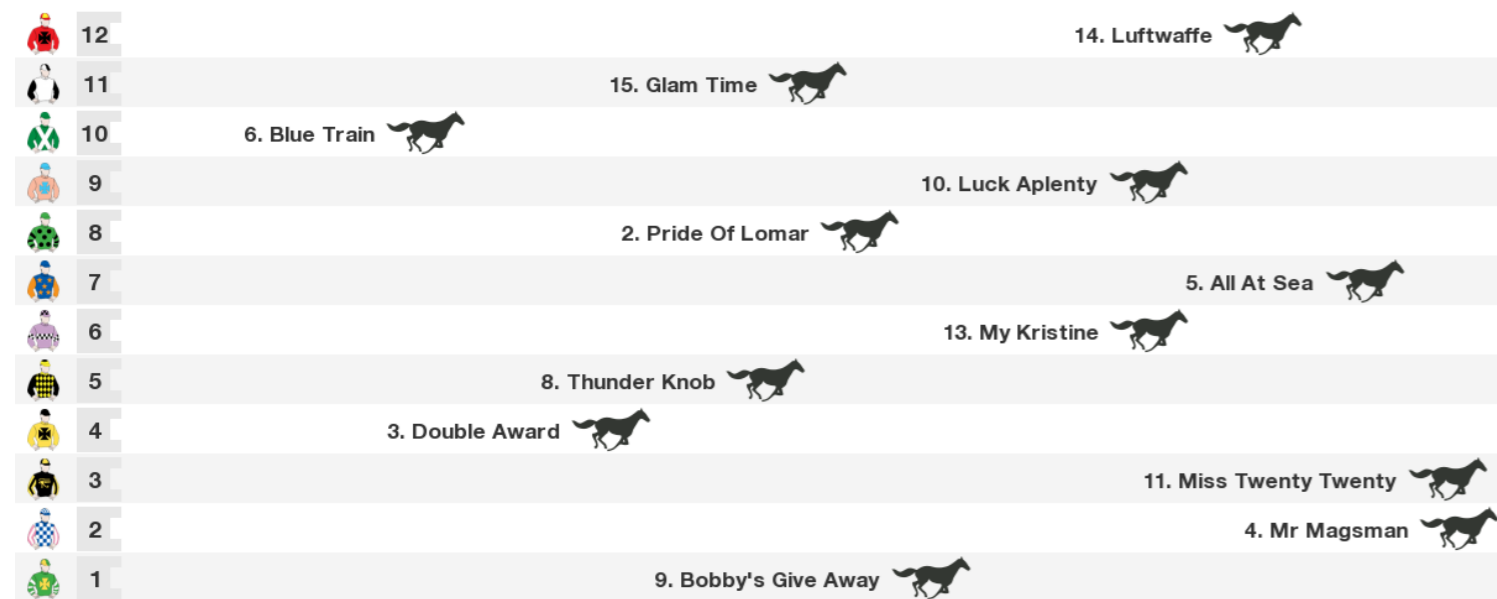 12 14. Luftwaffe
11 15. Glam Time
10 6. Blue Train
9 10. Luck Aplenty
8 2. Pride Of Lomar
7 5. All At Sea
6 13. My Kristine
5 8. Thunder Knob
4 3. Double Award
3 11. Miss Twenty Twenty
2 4. Mr Magsman
1 9. Bobby's Give Away